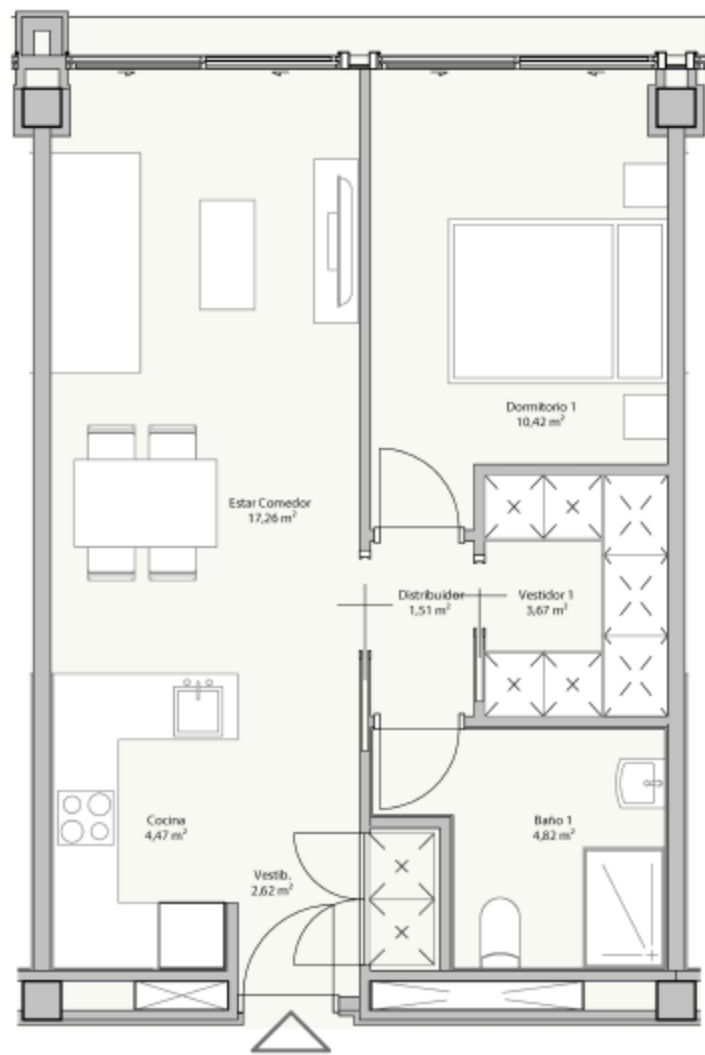 Dormitorio 1
10,42 m²
Estar Comedor
17,26 m²
Distribuidor
1,51 m²
Vestidor 1
3,67 m²
Cocina
4,47 m²
Baño 1
4,82 m²
Vestib.
2,62 m²